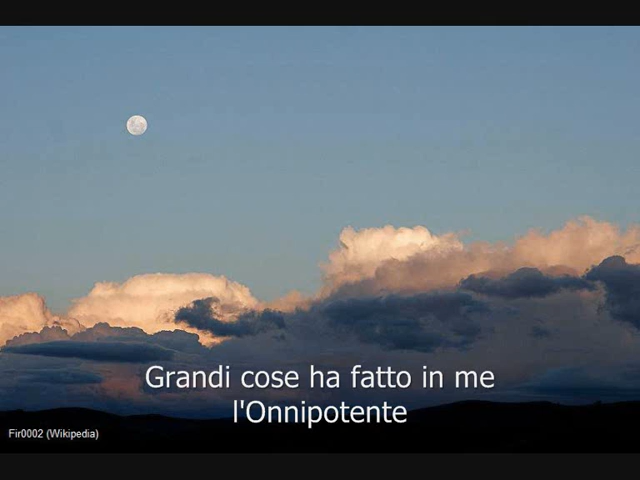 Grandi cose ha fatto in me
l'Onnipotente
Fir0002 (Wikipedia)